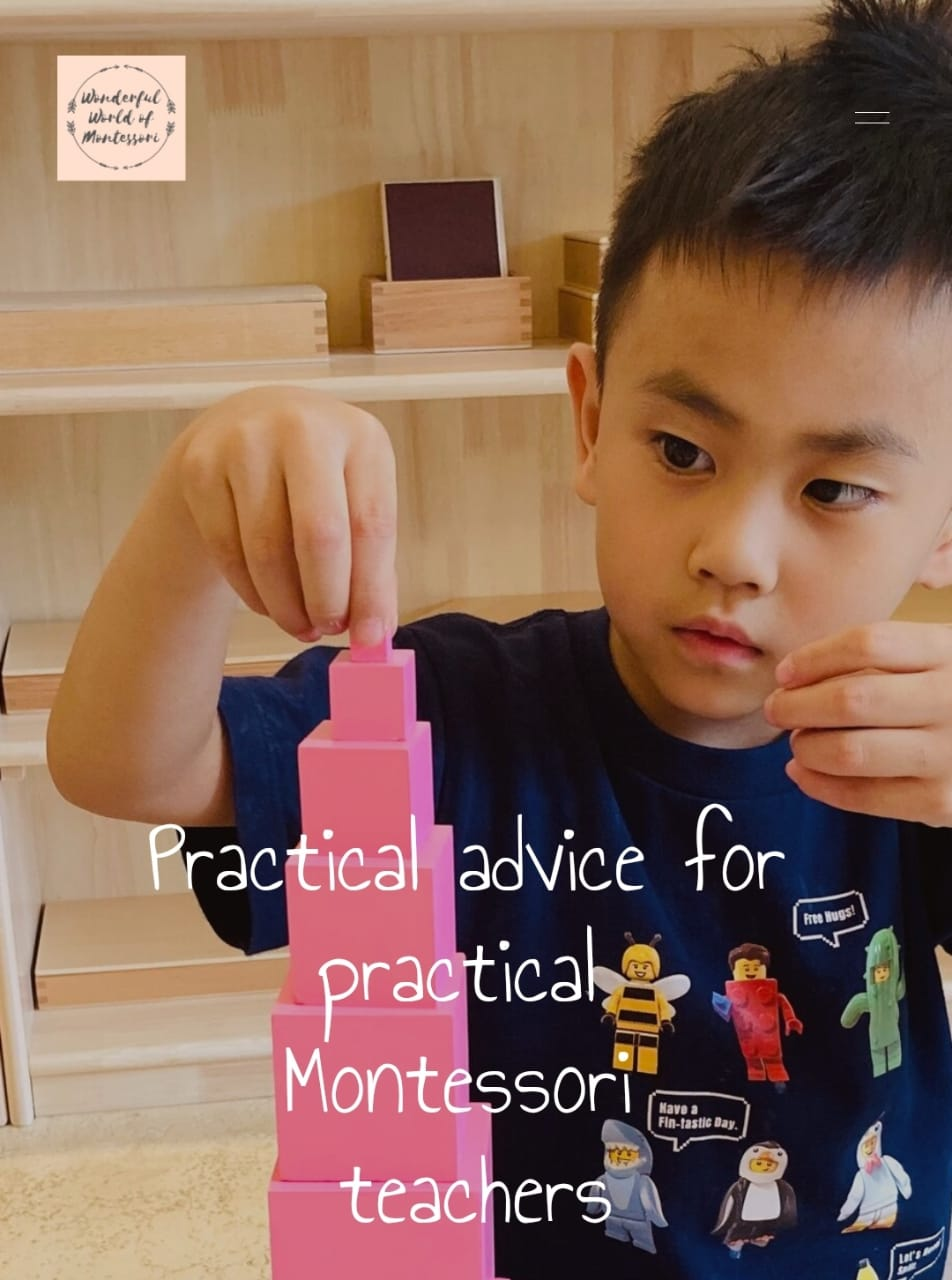 Wonderful
World of
Montessori
Practical advice for
practical
Montessori
teachers
Free Hugs!
Have a
Fin-tastic Day.